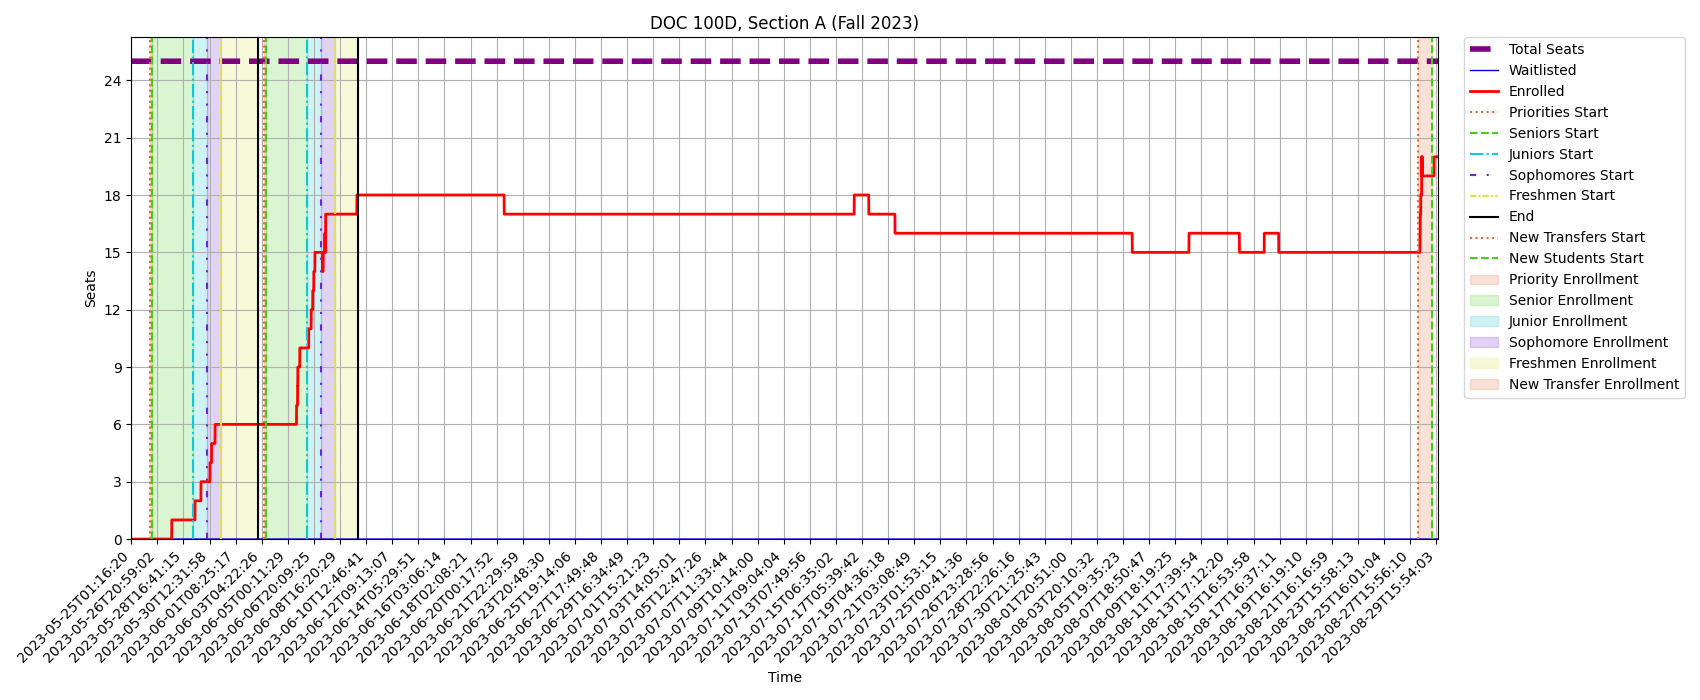 DOC 100D, Section A (Fall 2023)
Total Seats
Waitlisted
Enrolled
Priorities Start
Seniors Start
Juniors Start
Sophomores Start
Freshmen Start
End
New Transfers Start
New Students Start
Priority Enrollment
Senior Enrollment
Junior Enrollment
Sophomore Enrollment
Freshmen Enrollment
New Transfer Enrollment
Seats
24
21
18
15
12
9
6
3
0
2023-05-25T01:16:20
2023-05-26T20:59:02
2023-05-28T16:41:15
2023-05-30T12:31:58
2023-06-01T08:25:17
2023-06-03T04:22:26
2023-06-05T00:11:29
2023-06-06T20:09:25
2023-06-08T16:20:29
2023-06-10T12:46:41
2023-06-12T09:13:07
2023-06-14T05:29:51
2023-06-16T03:06:14
2023-06-18T02:08:21
2023-06-20T00:17:52
2023-06-21T22:29:59
2023-06-23T20:48:30
2023-06-25T19:14:06
2023-06-27T17:49:48
2023-06-29T16:34:49
2023-07-01T15:21:23
2023-07-03T14:05:01
2023-07-05T12:47:26
2023-07-07T11:33:44
2023-07-09T10:14:00
2023-07-11T09:04:04
2023-07-13T07:49:56
2023-07-15T06:35:02
2023-07-17T05:39:42
2023-07-19T04:36:18
2023-07-21T03:08:49
2023-07-23T01:53:15
2023-07-25T00:41:36
2023-07-26T23:28:56
2023-07-28T22:26:16
2023-07-30T21:25:43
2023-08-01T20:51:00
2023-08-03T20:10:32
2023-08-05T19:35:23
2023-08-07T18:50:47
2023-08-09T18:19:25
2023-08-11T17:39:54
2023-08-13T17:12:20
2023-08-15T16:53:58
2023-08-17T16:37:11
2023-08-19T16:19:10
2023-08-21T16:16:59
2023-08-23T15:58:13
2023-08-25T16:01:04
2023-08-27T15:56:10
2023-08-29T15:54:03
Time